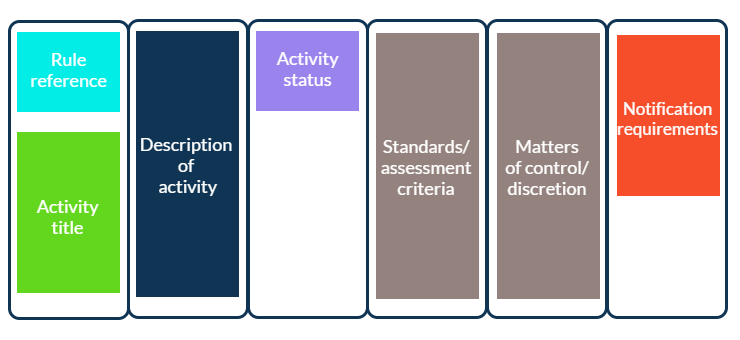 Rule
reference
Activity
title
Description
of
activity
Activity
status
Standards/
assessment
criteria
Matters
of control/
discretion
Notification
requirements